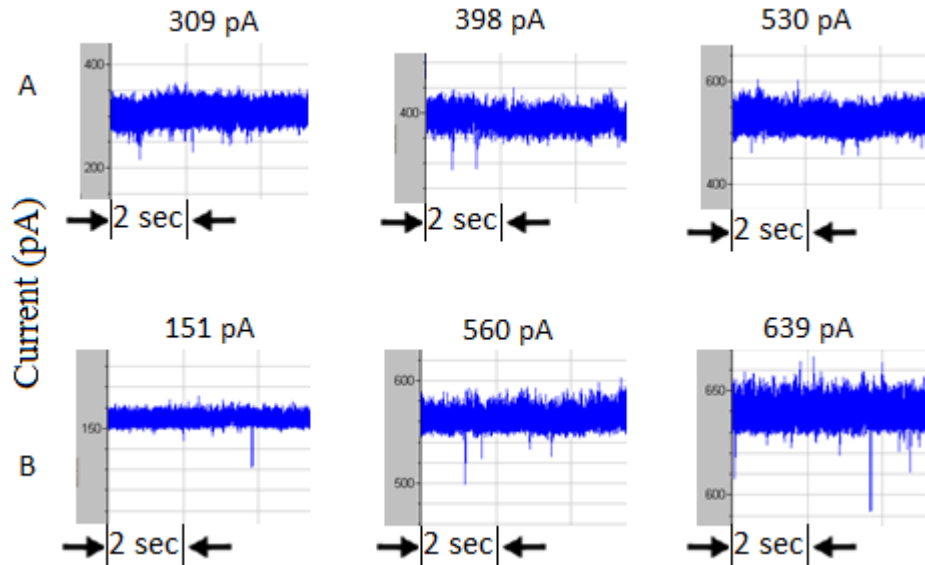 309 pA
398 pA
530 pA
A
400
200
400
600
400
2 sec
2 sec
2 sec
Current (pA)
151 pA
560 pA
639 pA
B
150
600
500
650
600
2 sec
2 sec
2 sec